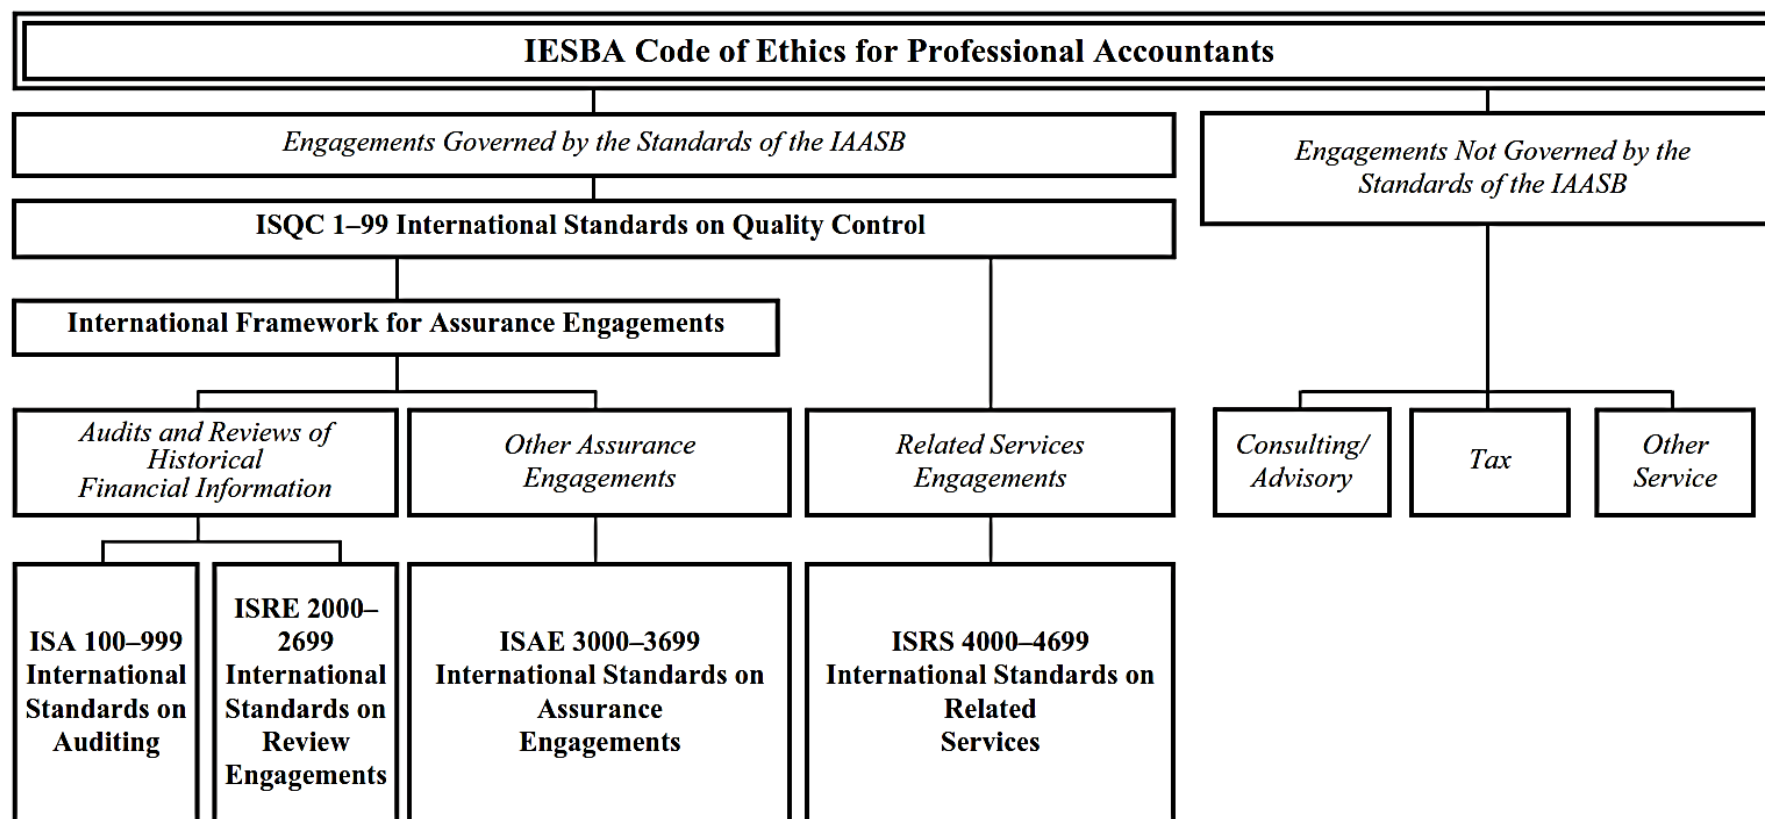 IESBA Code of Ethics for Professional Accountants
Engagements Governed by the Standards of the IAASB
Engagements Not Governed by the
Standards of the IAASB
ISQC 1–99 International Standards on Quality Control
International Framework for Assurance Engagements
Audits and Reviews of
Historical
Financial Information
Other Assurance
Engagements
Related Services
Engagements
Consulting/
Advisory
Tax
Other
Service
ISA 100–999
International
Standards on
Auditing
ISRE 2000–
2699
International
Standards on
Review
Engagements
ISAE 3000–3699
International Standards on
Assurance
Engagements
ISRS 4000–4699
International Standards on
Related
Services